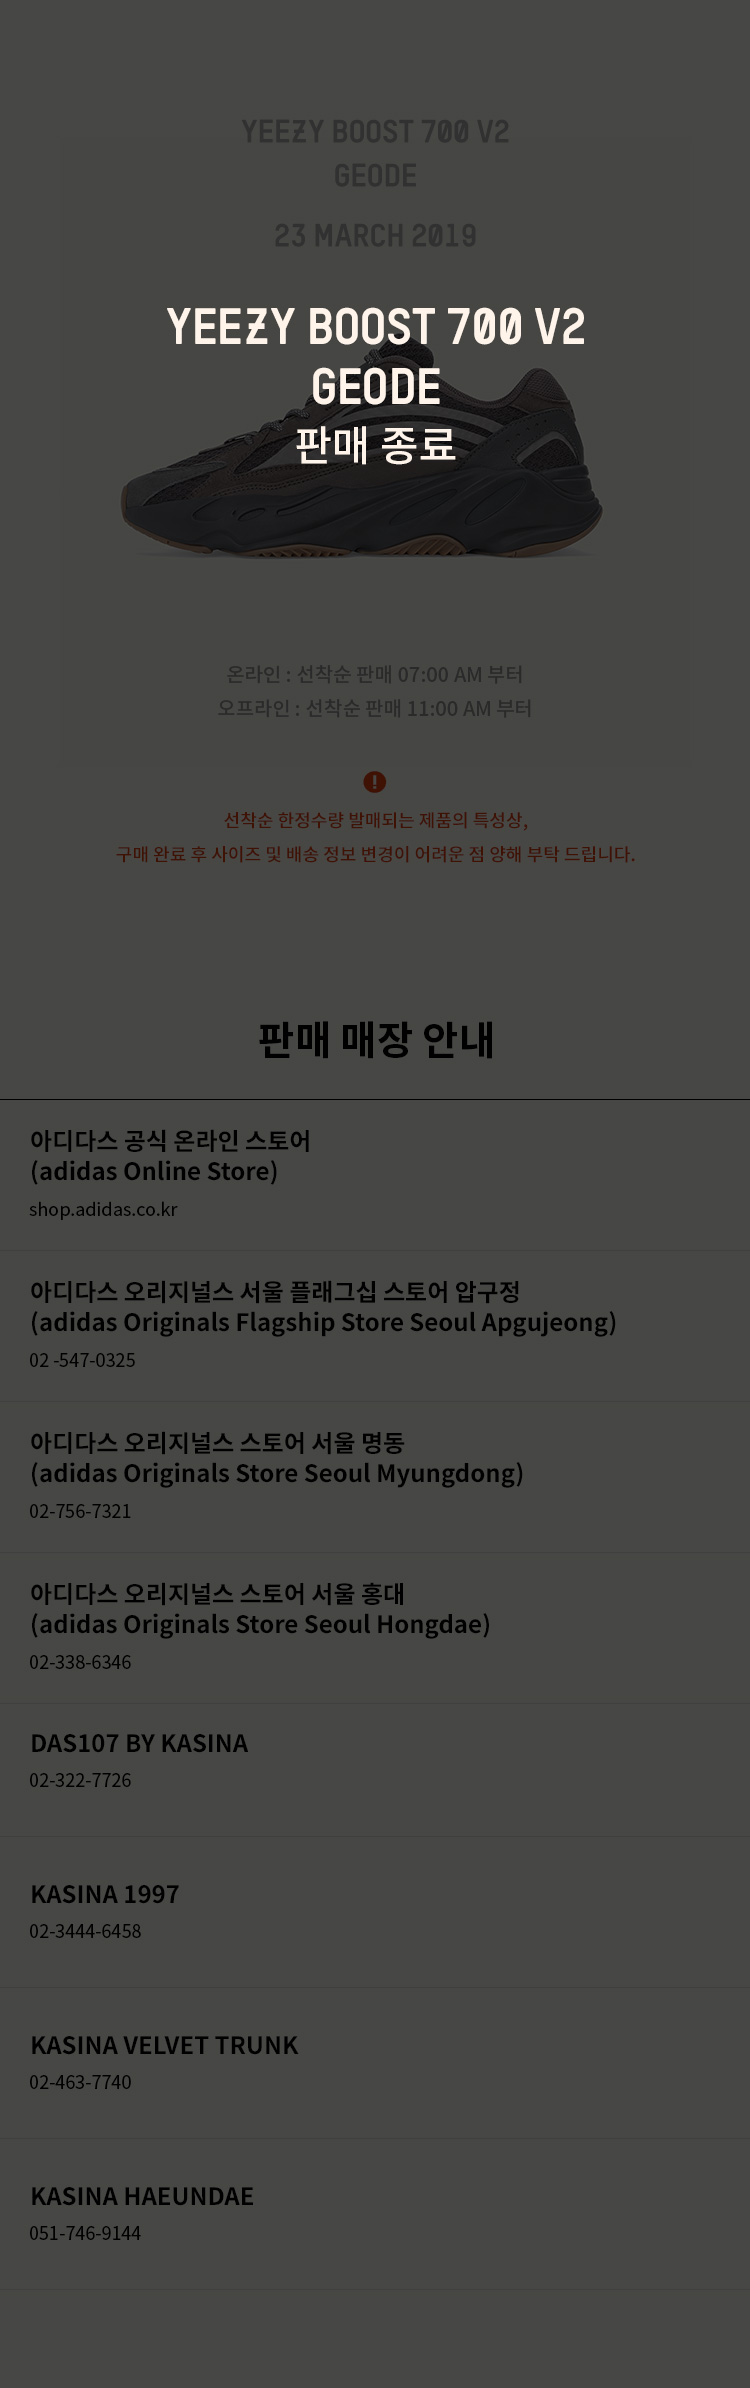 YEEZY BOOST 700 V2
GEODE
23 MARCH 2019
YEEZY BOOST 700 V2
GEODE
판매 종료
온라인 : 선착순 판매 07:00 AM 부터
오프라인 : 선착순 판매 11:00 AM 부터
!
선착순 한정수량 발매되는 제품의 특성상,
구매 완료 후 사이즈 및 배송 정보 변경이 어려운 점 양해 부탁 드립니다.
판매 매장 안내
아디다스 공식 온라인 스토어
(adidas Online Store)
shop.adidas.co.kr
아디다스 오리지널스 서울 플래그십 스토어 압구정
(adidas Originals Flagship Store Seoul Apgujeong)
02 -547-0325
아디다스 오리지널스 스토어 서울 명동
(adidas Originals Store Seoul Myungdong)
02-756-7321
아디다스 오리지널스 스토어 서울 홍대
(adidas Originals Store Seoul Hongdae)
02-338-6346
DAS107 BY KASINA
02-322-7726
KASINA 1997
02-3444-6458
KASINA VELVET TRUNK
02-463-7740
KASINA HAEUNDAE
051-746-9144